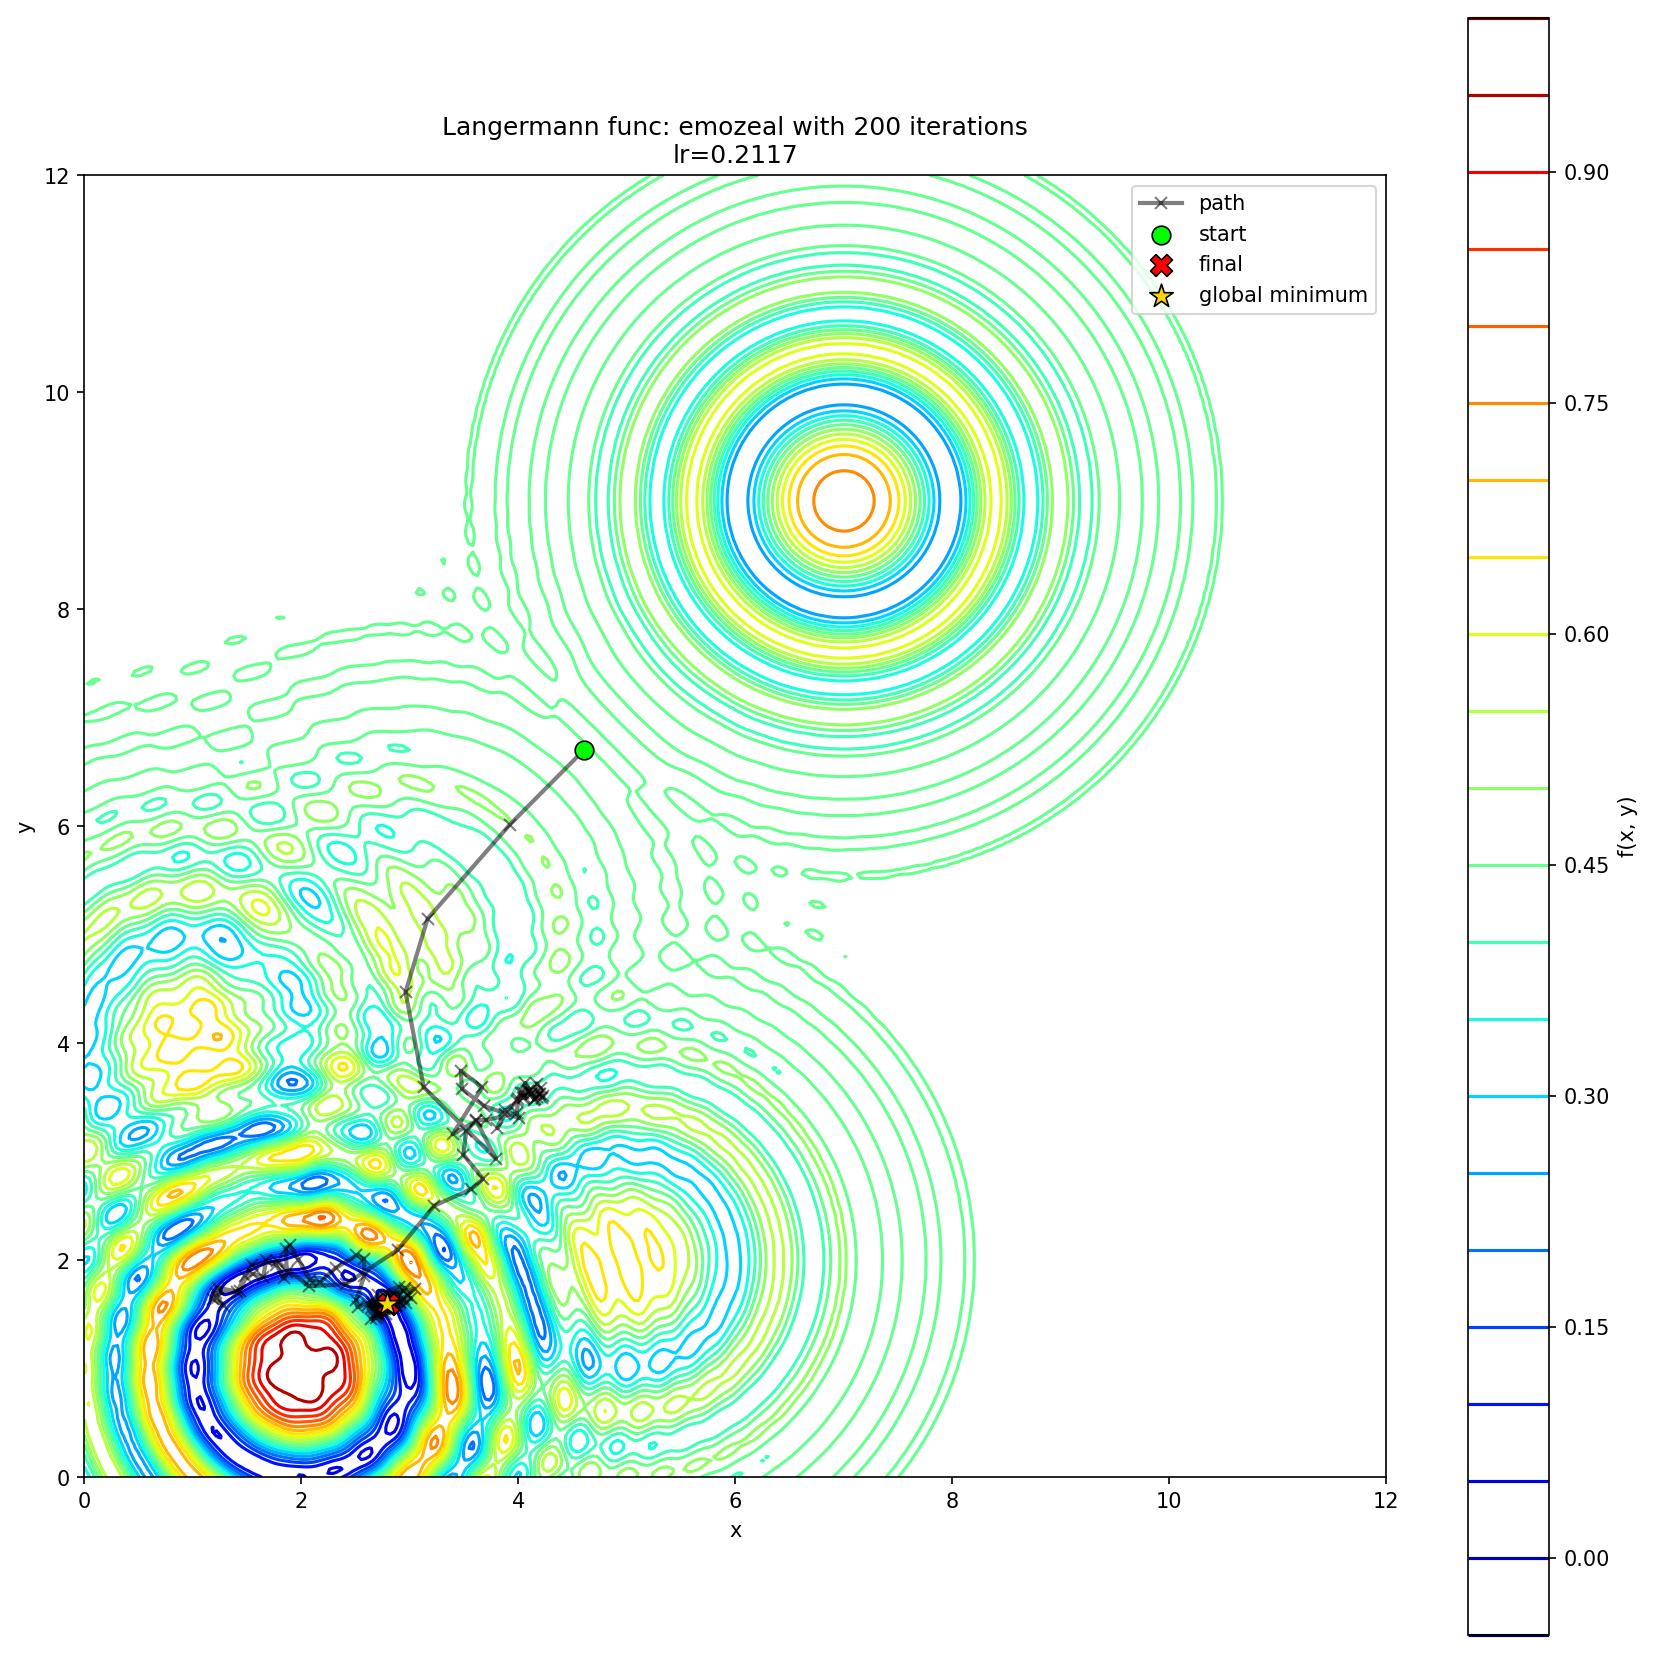 Langermann func: emozeal with 200 iterations
lr=0.2117
path
start
final
global minimum
12
10
8
6
4
2
0
y
0 2 4 6 8 10 12
x
0.90
0.75
0.60
0.45
0.30
0.15
0.00
f(x, y)